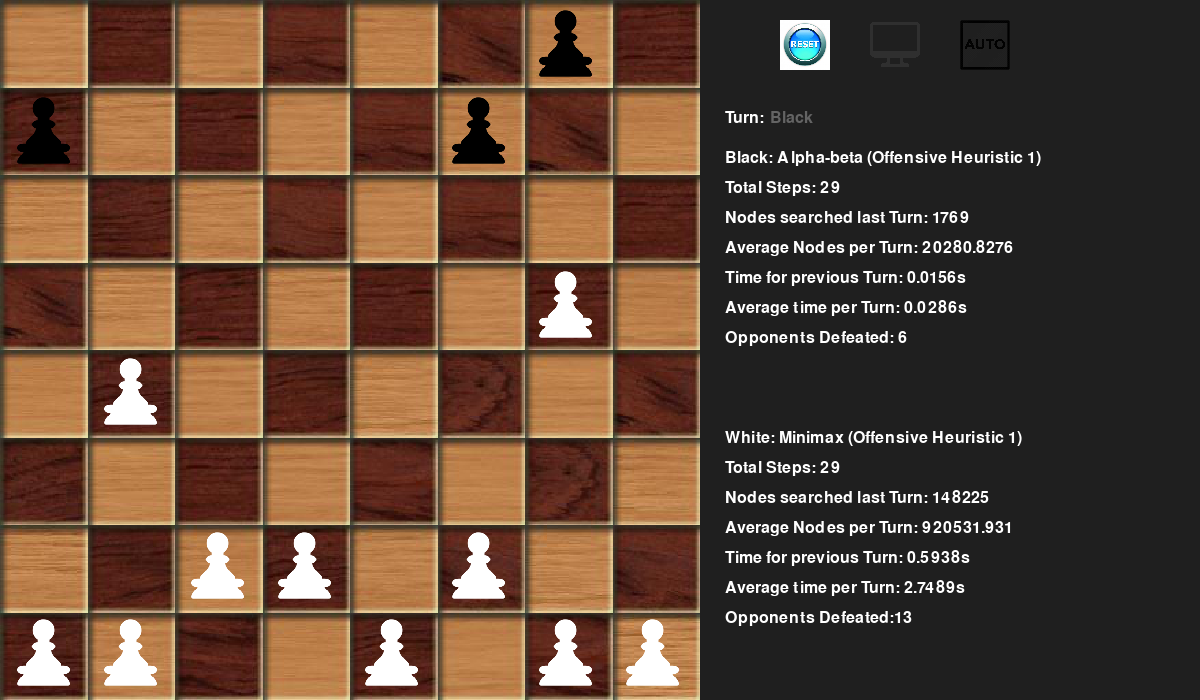 RESET
AUTO
Turn: Black
Black: Alpha-beta (Offensive Heuristic 1)
Total Steps: 29
Nodes searched last Turn: 1769
Average Nodes per Turn: 20280.8276
Time for previous Turn: 0.0156s
Average time per Turn: 0.0286s
Opponents Defeated: 6
White: Minimax (Offensive Heuristic 1)
Total Steps: 29
Nodes searched last Turn: 148225
Average Nodes per Turn: 920531.931
Time for previous Turn: 0.5938s
Average time per Turn: 2.7489s
Opponents Defeated:13